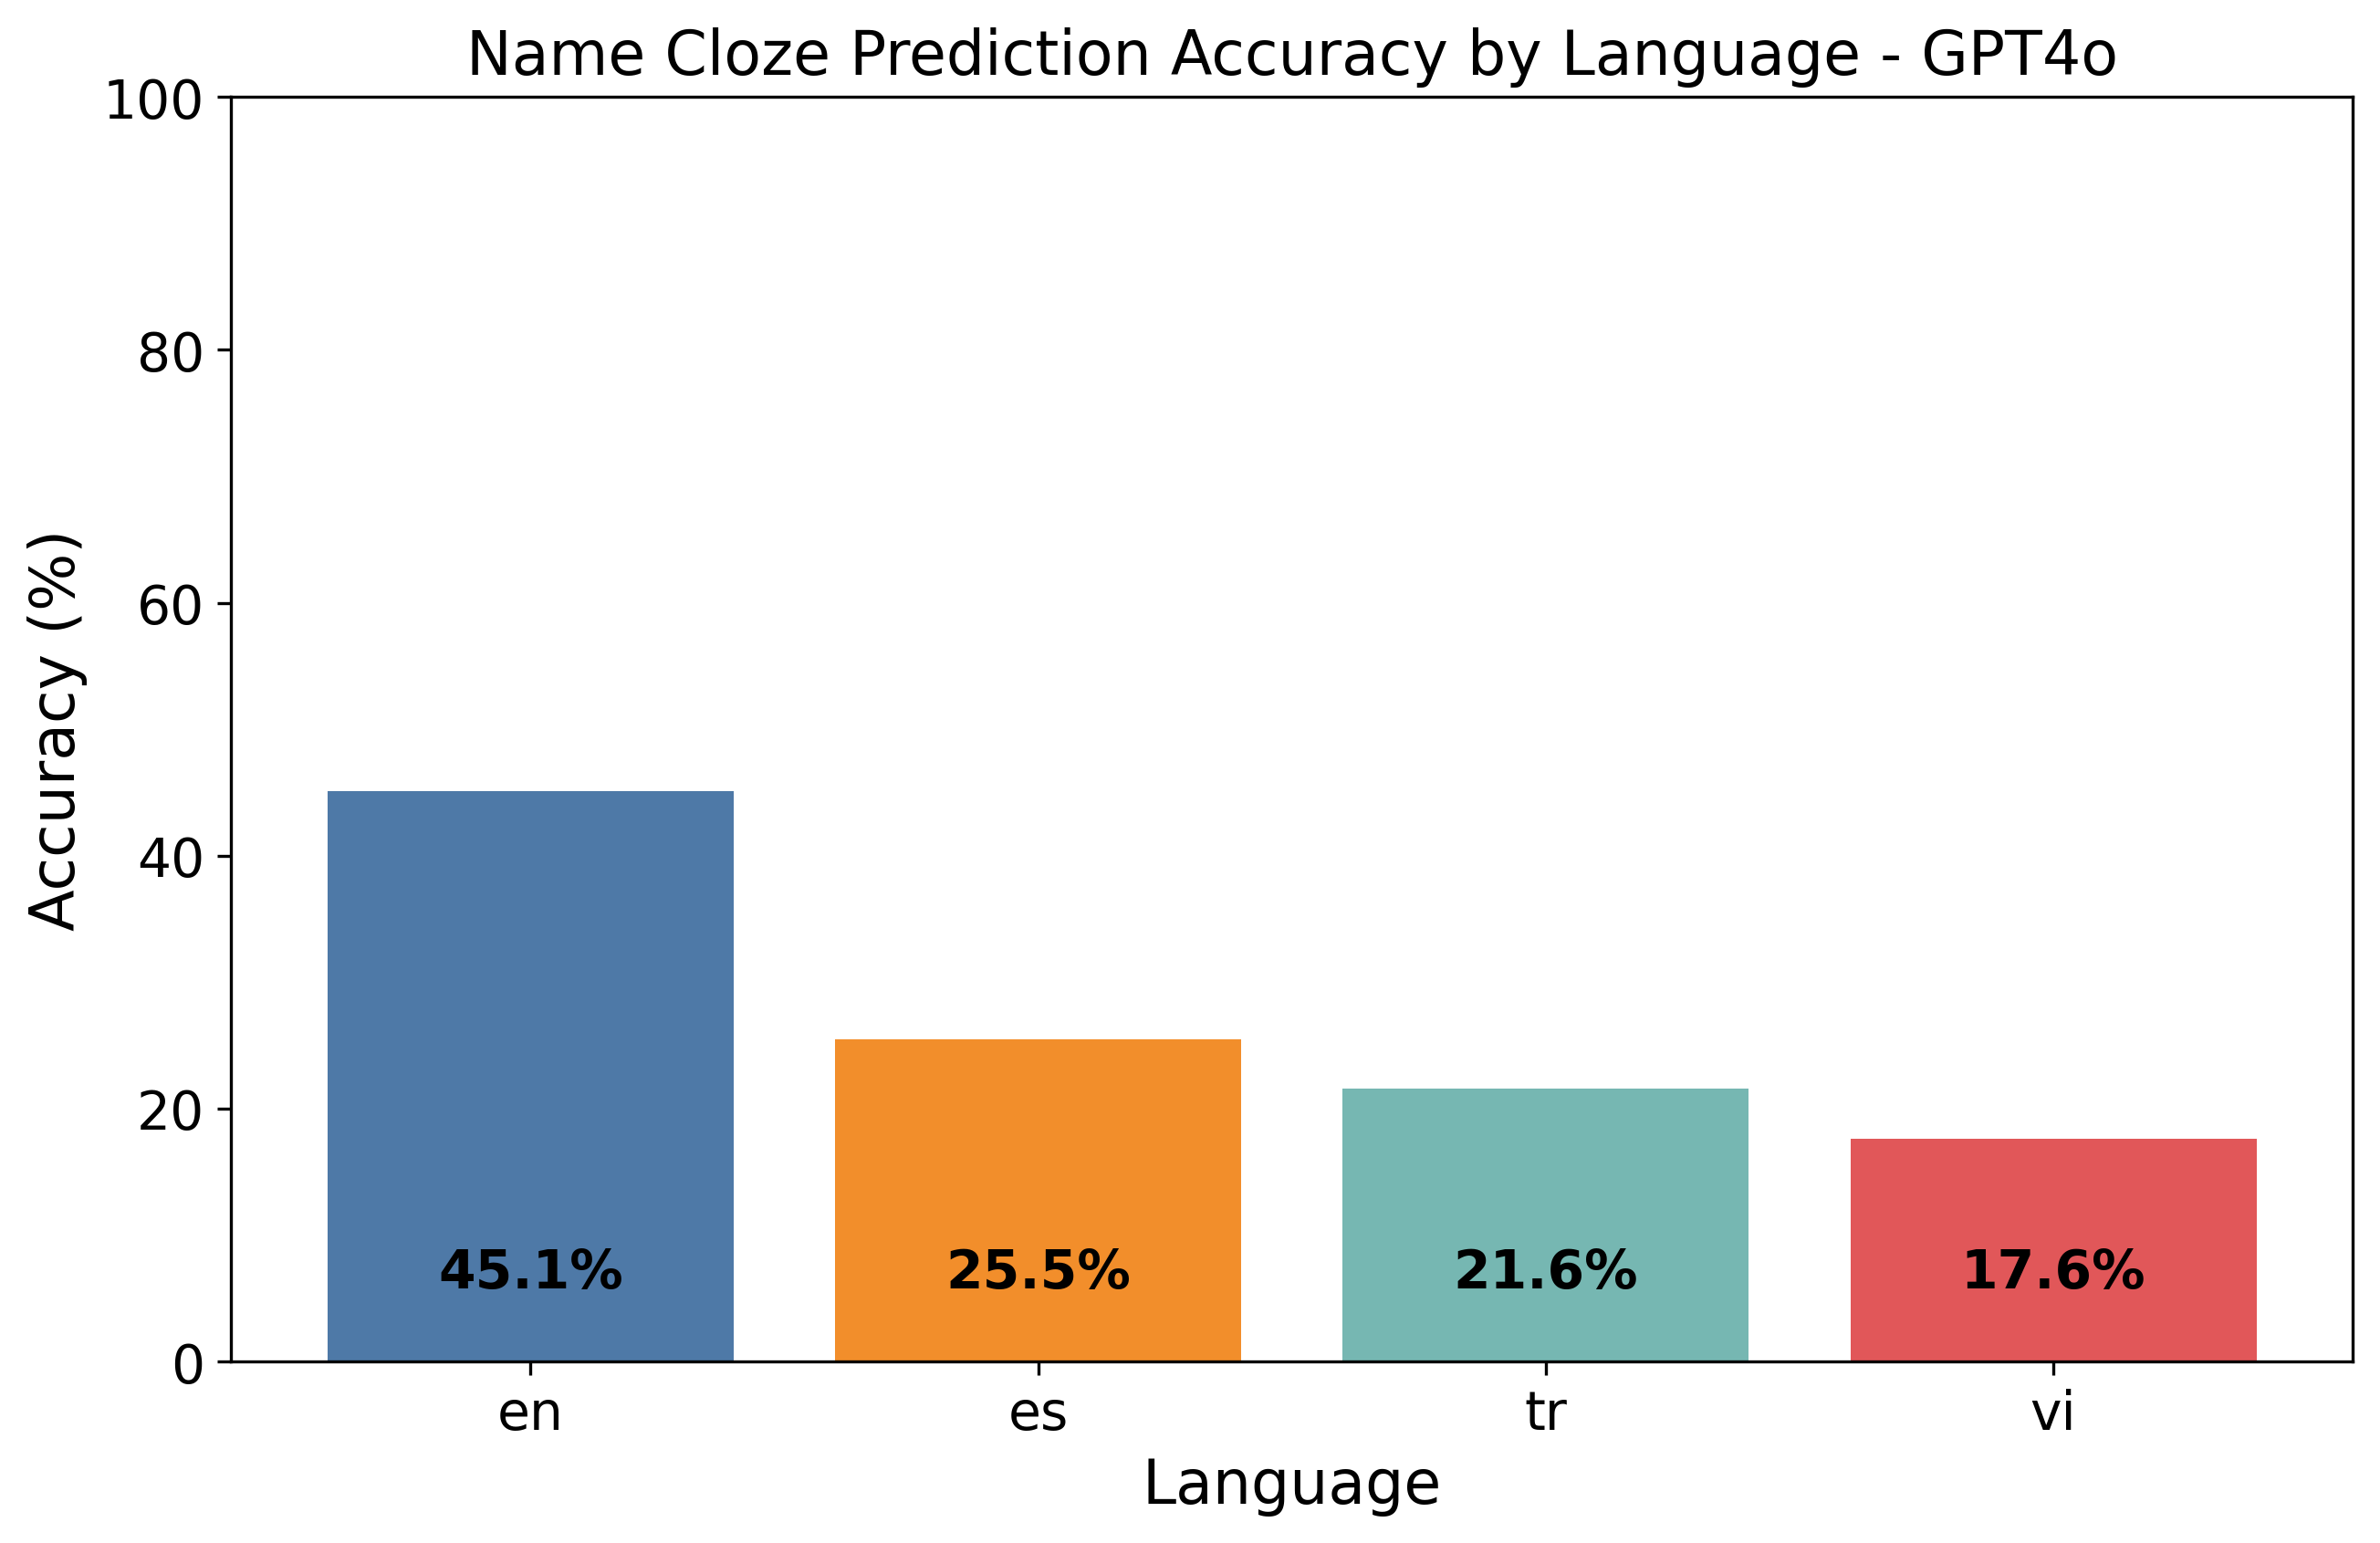 Name Cloze Prediction Accuracy by Language - GPT4o
Accuracy (%)
100
80
60
40
20
0
45.1%
25.5%
21.6%
17.6%
en
es
tr
vi
Language